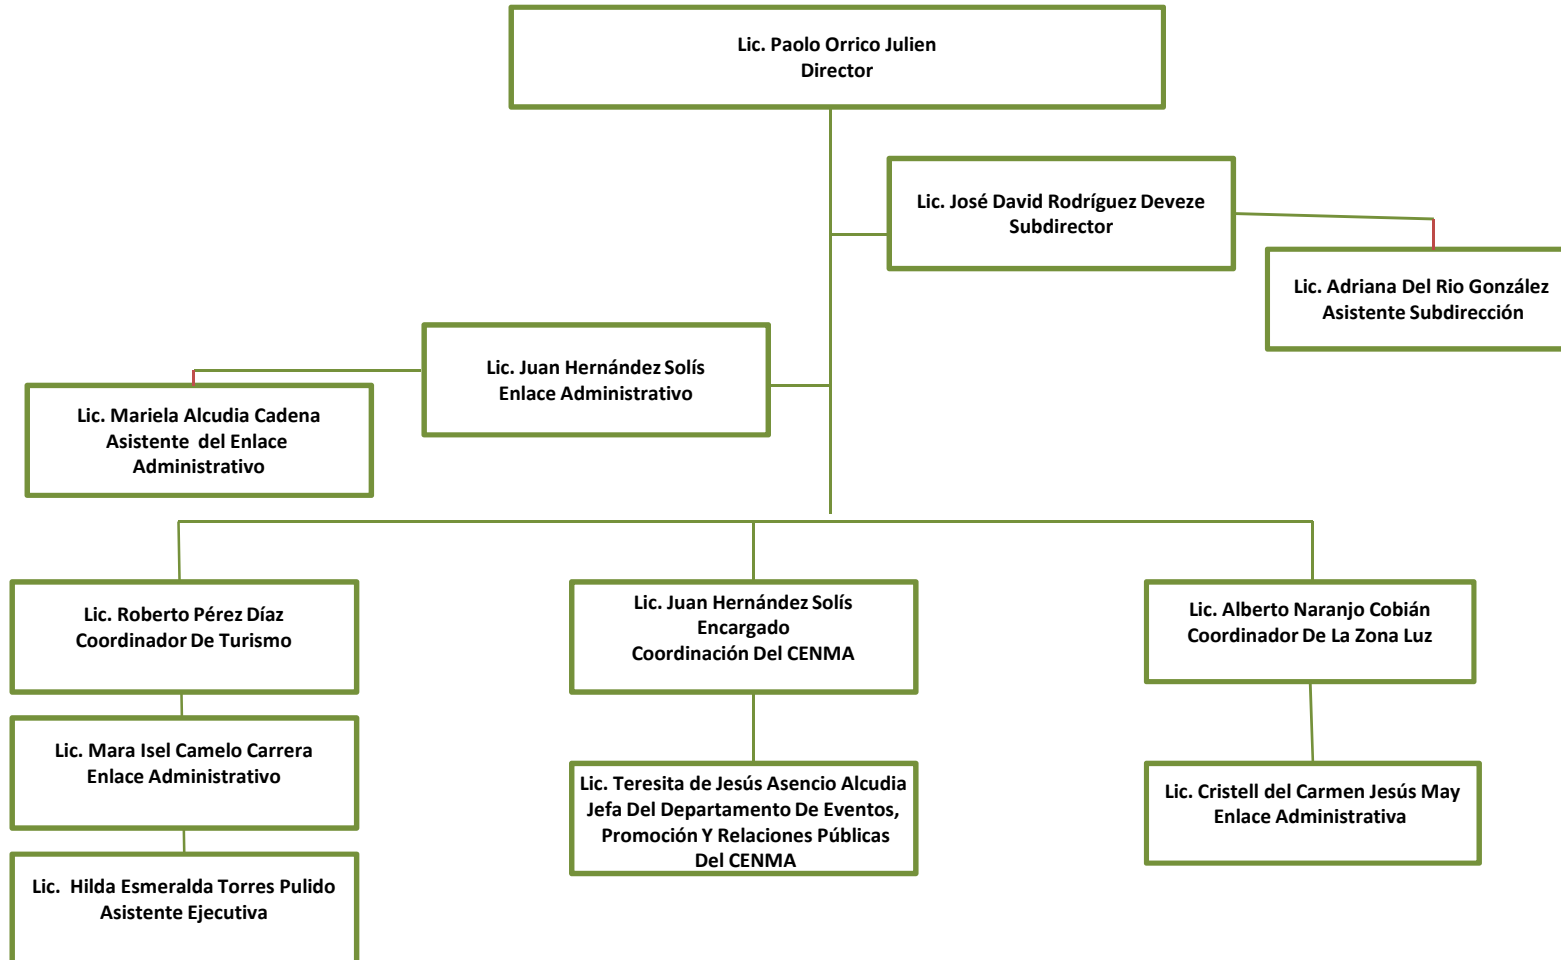 Lic. Paolo Orrico Julien
Director
Lic. José David Rodríguez Deveze
Subdirector
Lic. Adriana Del Rio González
Asistente Subdirección
Lic. Juan Hernández Solís
Enlace Administrativo
Lic. Mariela Alcudia Cadena
Asistente  del Enlace
Administrativo
Lic. Roberto Pérez Díaz
Coordinador De Turismo
Lic. Juan Hernández Solís
Encargado
Coordinación Del CENMA
Lic. Alberto Naranjo Cobián
Coordinador De La Zona Luz
Lic. Mara Isel Camelo Carrera
Enlace Administrativo
Lic. Teresita de Jesús Asencio Alcudia
Jefa Del Departamento De Eventos,
Promoción Y Relaciones Públicas
Del CENMA
Lic. Cristell del Carmen Jesús May
Enlace Administrativa
Lic.  Hilda Esmeralda Torres Pulido
Asistente Ejecutiva